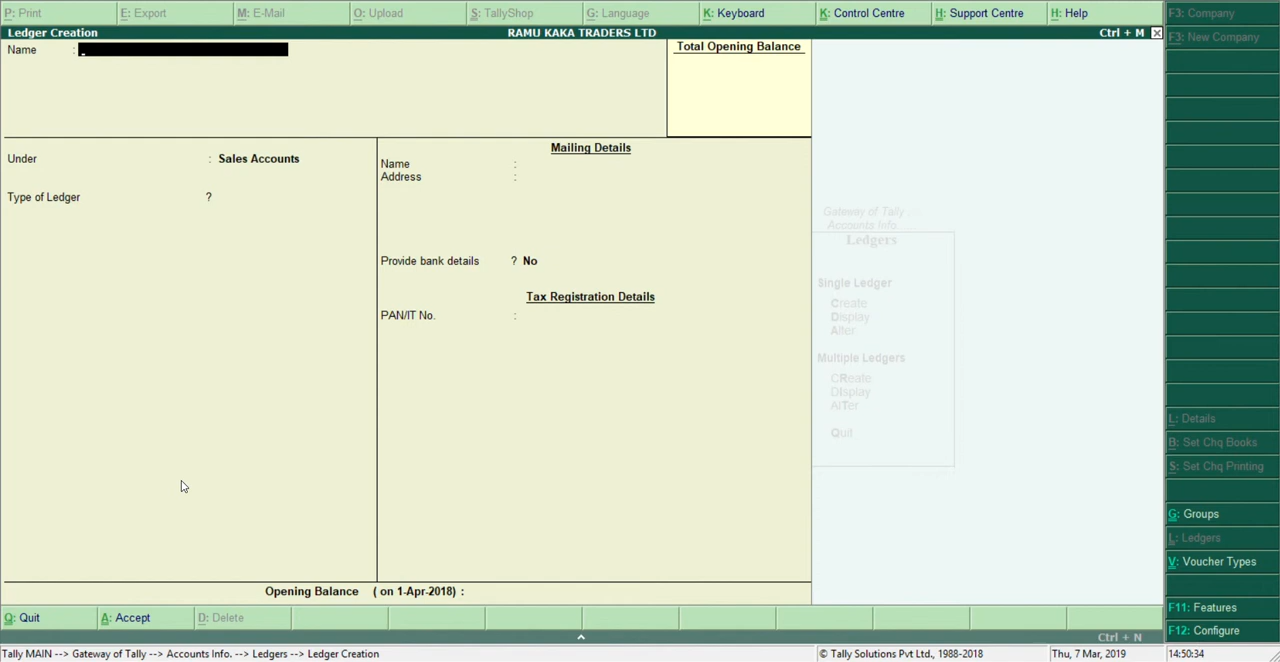 P: Print E: Export M: E-Mail O: Upload S: TallyShop G: Language K: Keyboard K: Control Centre H: Support Centre H: Help F3: Company
Ledger Creation RAMU KAKA TRADERS LTD Ctrl + M F3: New Company
Name : Total Opening Balance
Under : Sales Accounts
Type of Ledger ?
Mailing Details
Name :
Address :
Provide bank details ? No
Tax Registration Details
PAN/IT No. :
Gateway of Tally
Accounts Info.
Ledgers
Single Ledger
Create
Display
Alter
Multiple Ledgers
CReate
DIsplay
AlTer
Quit
L: Details
B: Set Chq Books
S: Set Chq Printing
G: Groups
L: Ledgers
V: Voucher Types
F11: Features
F12: Configure
Opening Balance ( on 1-Apr-2018) :
Q: Quit A: Accept D: Delete
Ctrl + N
Tally MAIN --> Gateway of Tally --> Accounts Info. --> Ledgers --> Ledger Creation © Tally Solutions Pvt Ltd., 1988-2018 Thu, 7 Mar, 2019 14:50:34